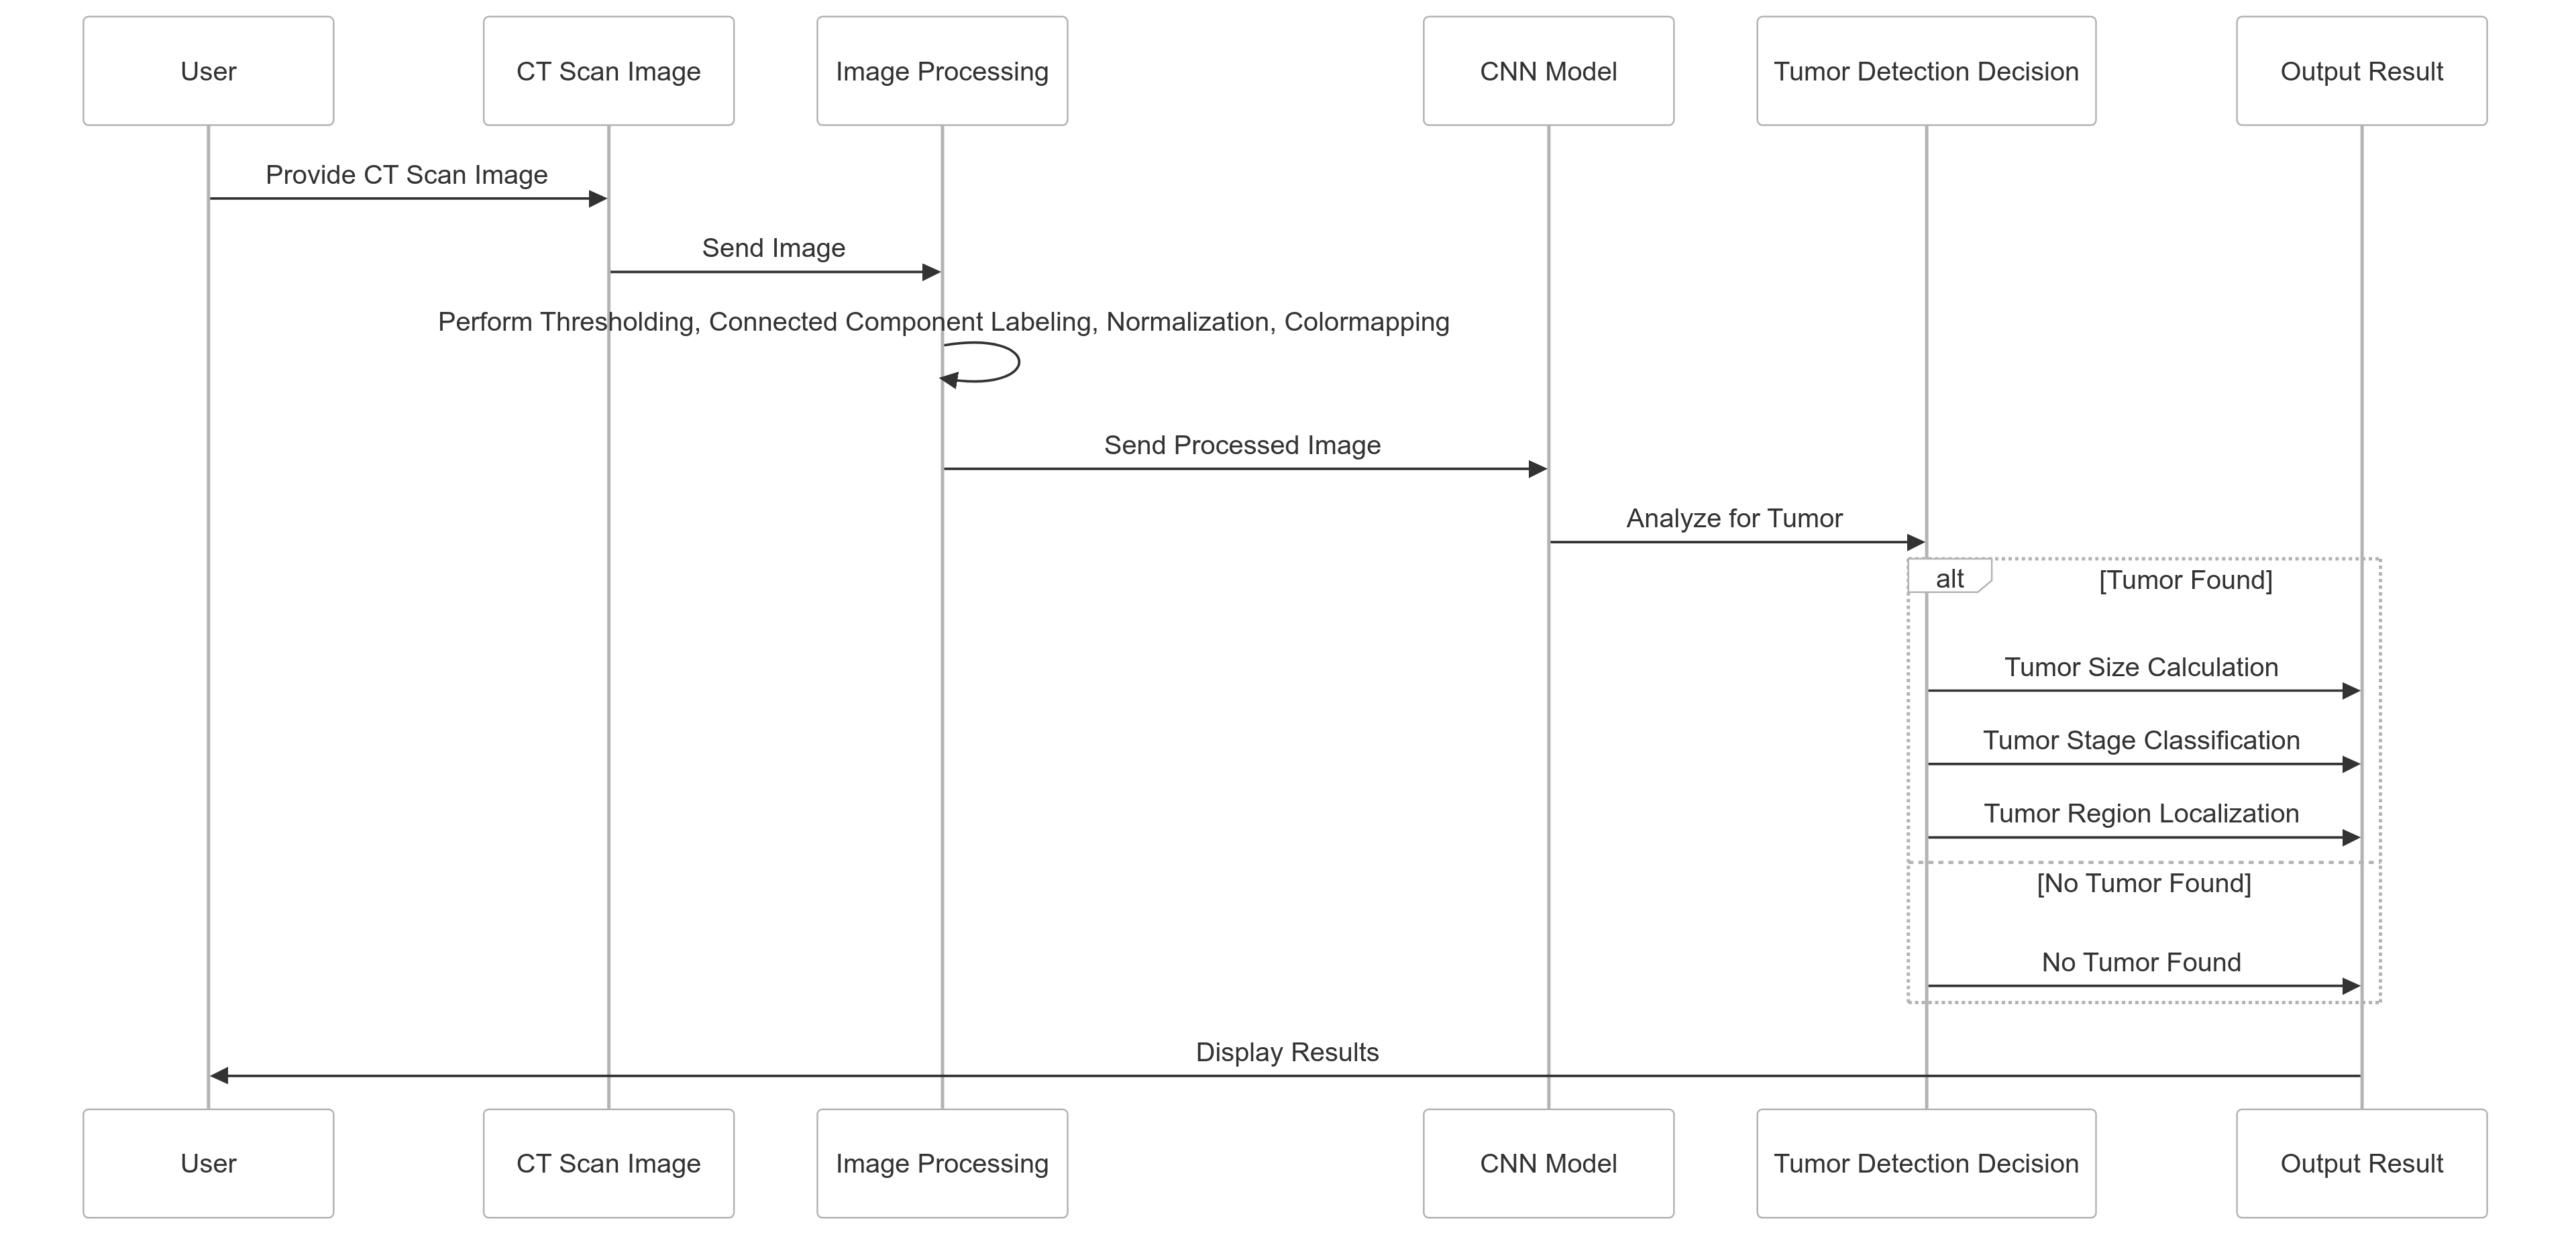 User
CT Scan Image
Image Processing
CNN Model
Tumor Detection Decision
Output Result
Provide CT Scan Image
Send Image
Perform Thresholding, Connected Component Labeling, Normalization, Colormapping
Send Processed Image
Analyze for Tumor
alt
[Tumor Found]
Tumor Size Calculation
Tumor Stage Classification
Tumor Region Localization
[No Tumor Found]
No Tumor Found
Display Results
User
CT Scan Image
Image Processing
CNN Model
Tumor Detection Decision
Output Result